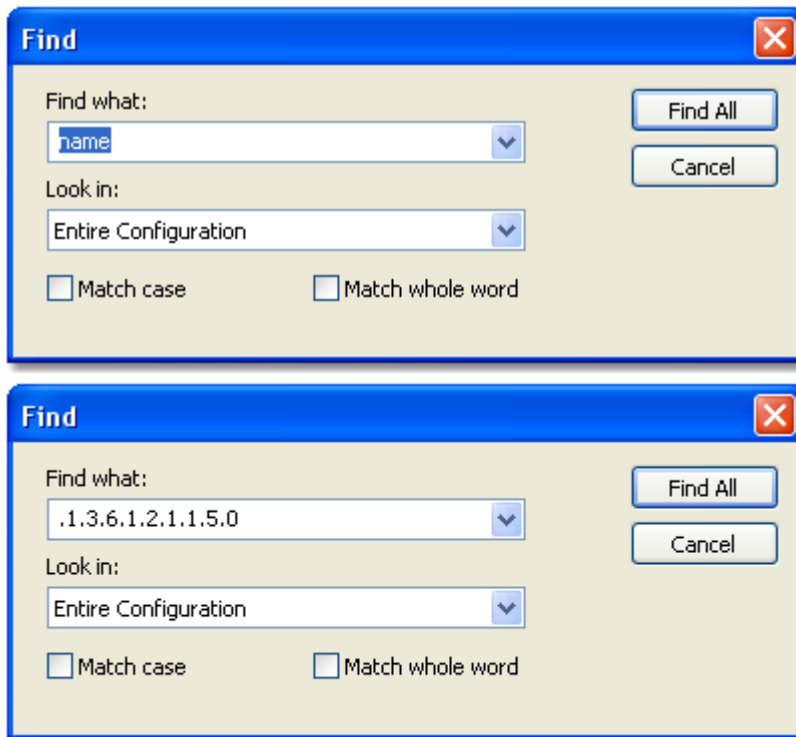 Find
Find what:
Find All
name
Cancel
Look in:
Entire Configuration
Match case Match whole word
Find
Find what:
Find All
.1.3.6.1.2.1.1.5.0
Cancel
Look in:
Entire Configuration
Match case Match whole word